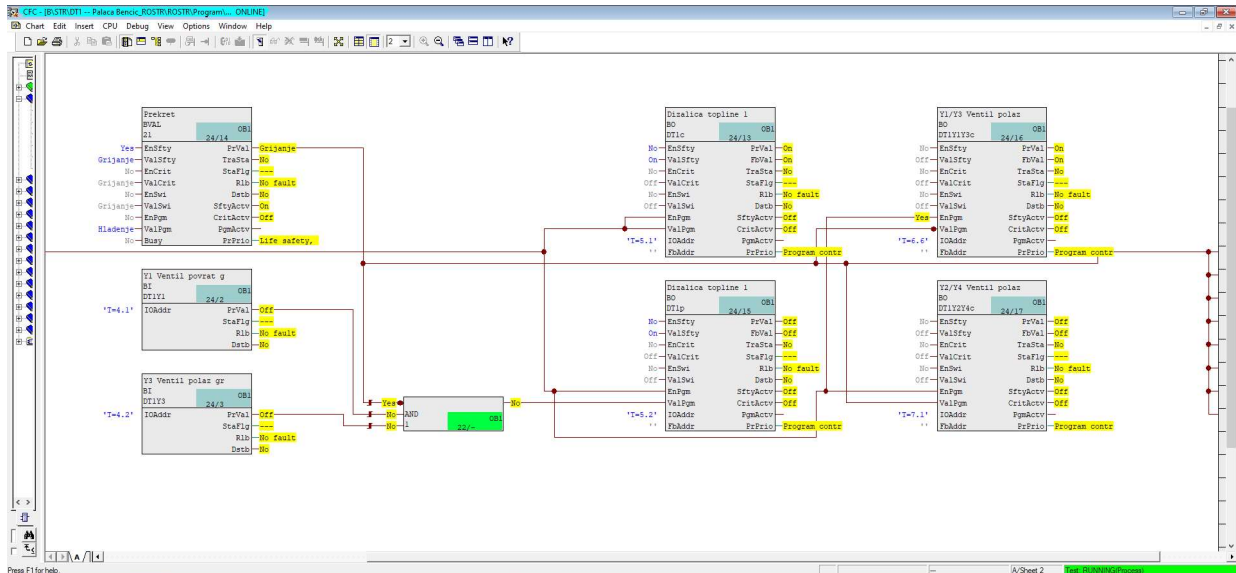 CFC - [B\STR\DT1 -- Palaca Bencic_ROSTR\ROSTR\Program\... ONLINE]
Chart Edit Insert CPU Debug View Options Window Help
2
Prekret
BVAL
21
OB1
24/14
Yes EnSfty PrVal Grijanje
Grijanje ValSfty TraSta No
No EnCrit StaFlg ---
Grijanje ValCrit Rlb No fault
No EnSwi Dstb No
Grijanje ValSwi SftyActv On
No EnPgm CritActv Off
Hladenje ValPgm PgmActv
No Busy PrPrio Life safety,
Y1 Ventil povrat g
BI
DT1Y1
OB1
24/2
'T=4.1' IOAddr PrVal Off
StaFlg ---
Rlb No fault
Dstb No
Y3 Ventil polaz gr
BI
DT1Y3
OB1
24/3
'T=4.2' IOAddr PrVal Off
StaFlg ---
Rlb No fault
Dstb No
Yes
No AND
No 1
OB1
22/-
No
Dizalica topline 1
BO
DT1c
OB1
24/13
No EnSfty PrVal On
On ValSfty FbVal On
No EnCrit TraSta No
Off ValCrit StaFlg ---
No EnSwi Rlb No fault
Off ValSwi Dstb No
EnPgm SftyActv Off
ValPgm CritActv Off
'T=5.1' IOAddr PgmActv
'' FbAddr PrPrio Program contr
Dizalica topline 1
BO
DT1p
OB1
24/15
No EnSfty PrVal Off
On ValSfty FbVal Off
No EnCrit TraSta No
Off ValCrit StaFlg ---
No EnSwi Rlb No fault
Off ValSwi Dstb No
EnPgm SftyActv Off
ValPgm CritActv Off
'T=5.2' IOAddr PgmActv
'' FbAddr PrPrio Program contr
Y1/Y3 Ventil polaz
BO
DT1Y1Y3c
OB1
24/16
No EnSfty PrVal On
Off ValSfty FbVal On
No EnCrit TraSta No
Off ValCrit StaFlg ---
No EnSwi Rlb No fault
Off ValSwi Dstb No
Yes EnPgm SftyActv Off
ValPgm CritActv Off
'T=6.6' IOAddr PgmActv
'' FbAddr PrPrio Program contr
Y2/Y4 Ventil polaz
BO
DT1Y2Y4c
OB1
24/17
No EnSfty PrVal Off
Off ValSfty FbVal Off
No EnCrit TraSta No
Off ValCrit StaFlg ---
No EnSwi Rlb No fault
Off ValSwi Dstb No
EnPgm SftyActv Off
ValPgm CritActv Off
'T=7.1' IOAddr PgmActv
'' FbAddr PrPrio Program contr
A
Press F1 for help.
A/Sheet 2
Test: RUNNING(Process)